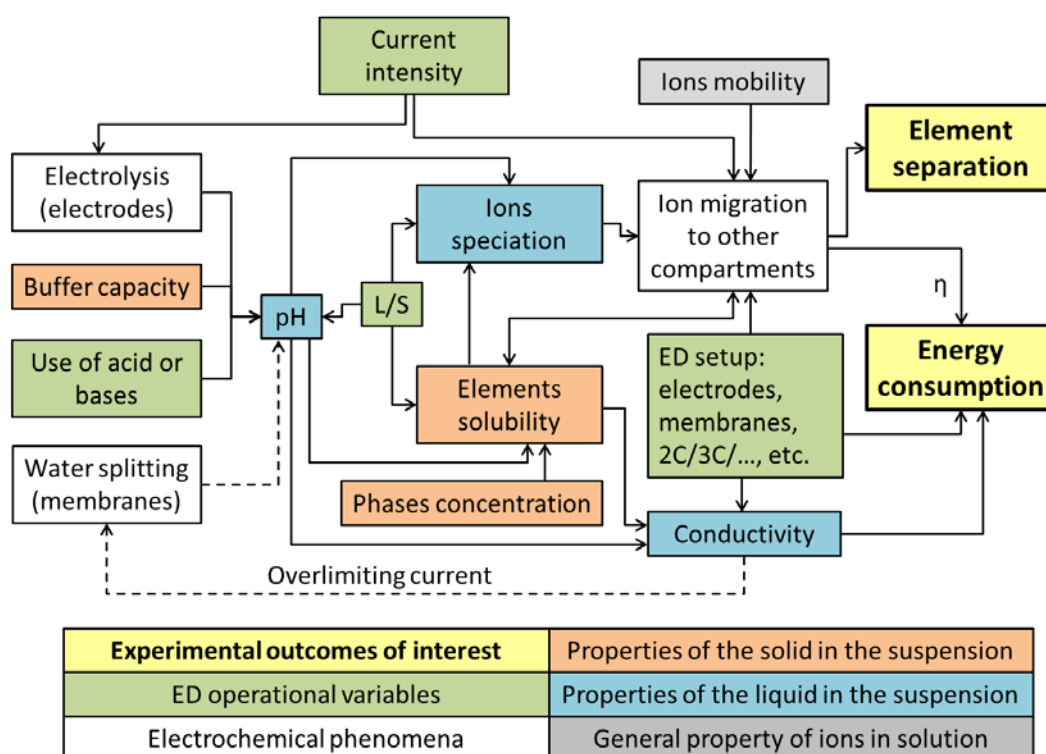 Current
intensity
Ions mobility
Element
separation
Electrolysis
(electrodes)
Ions
speciation
Ion migration
to other
compartments
Buffer capacity
pH
L/S
η
Use of acid or
bases
Elements
solubility
ED setup:
electrodes,
membranes,
2C/3C/…, etc.
Energy
consumption
Water splitting
(membranes)
Phases concentration
Conductivity
Overlimiting current
Experimental outcomes of interest
Properties of the solid in the suspension
ED operational variables
Properties of the liquid in the suspension
Electrochemical phenomena
General property of ions in solution